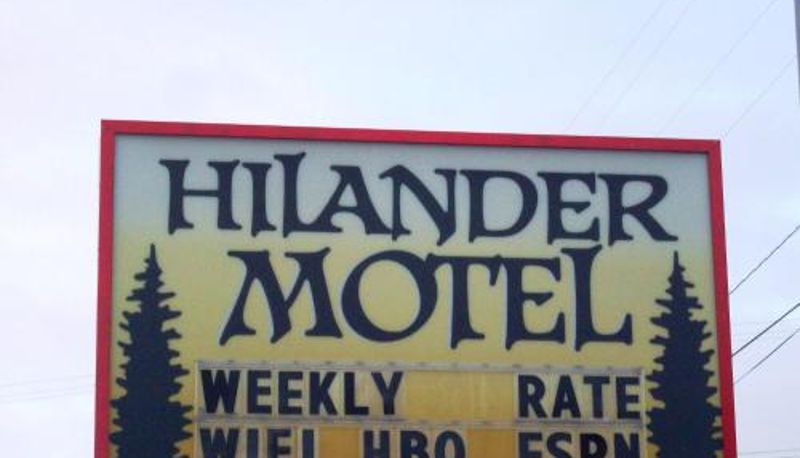 HILANDER
MOTEL
WEEKLY RATE
WIFI HBO ESPN